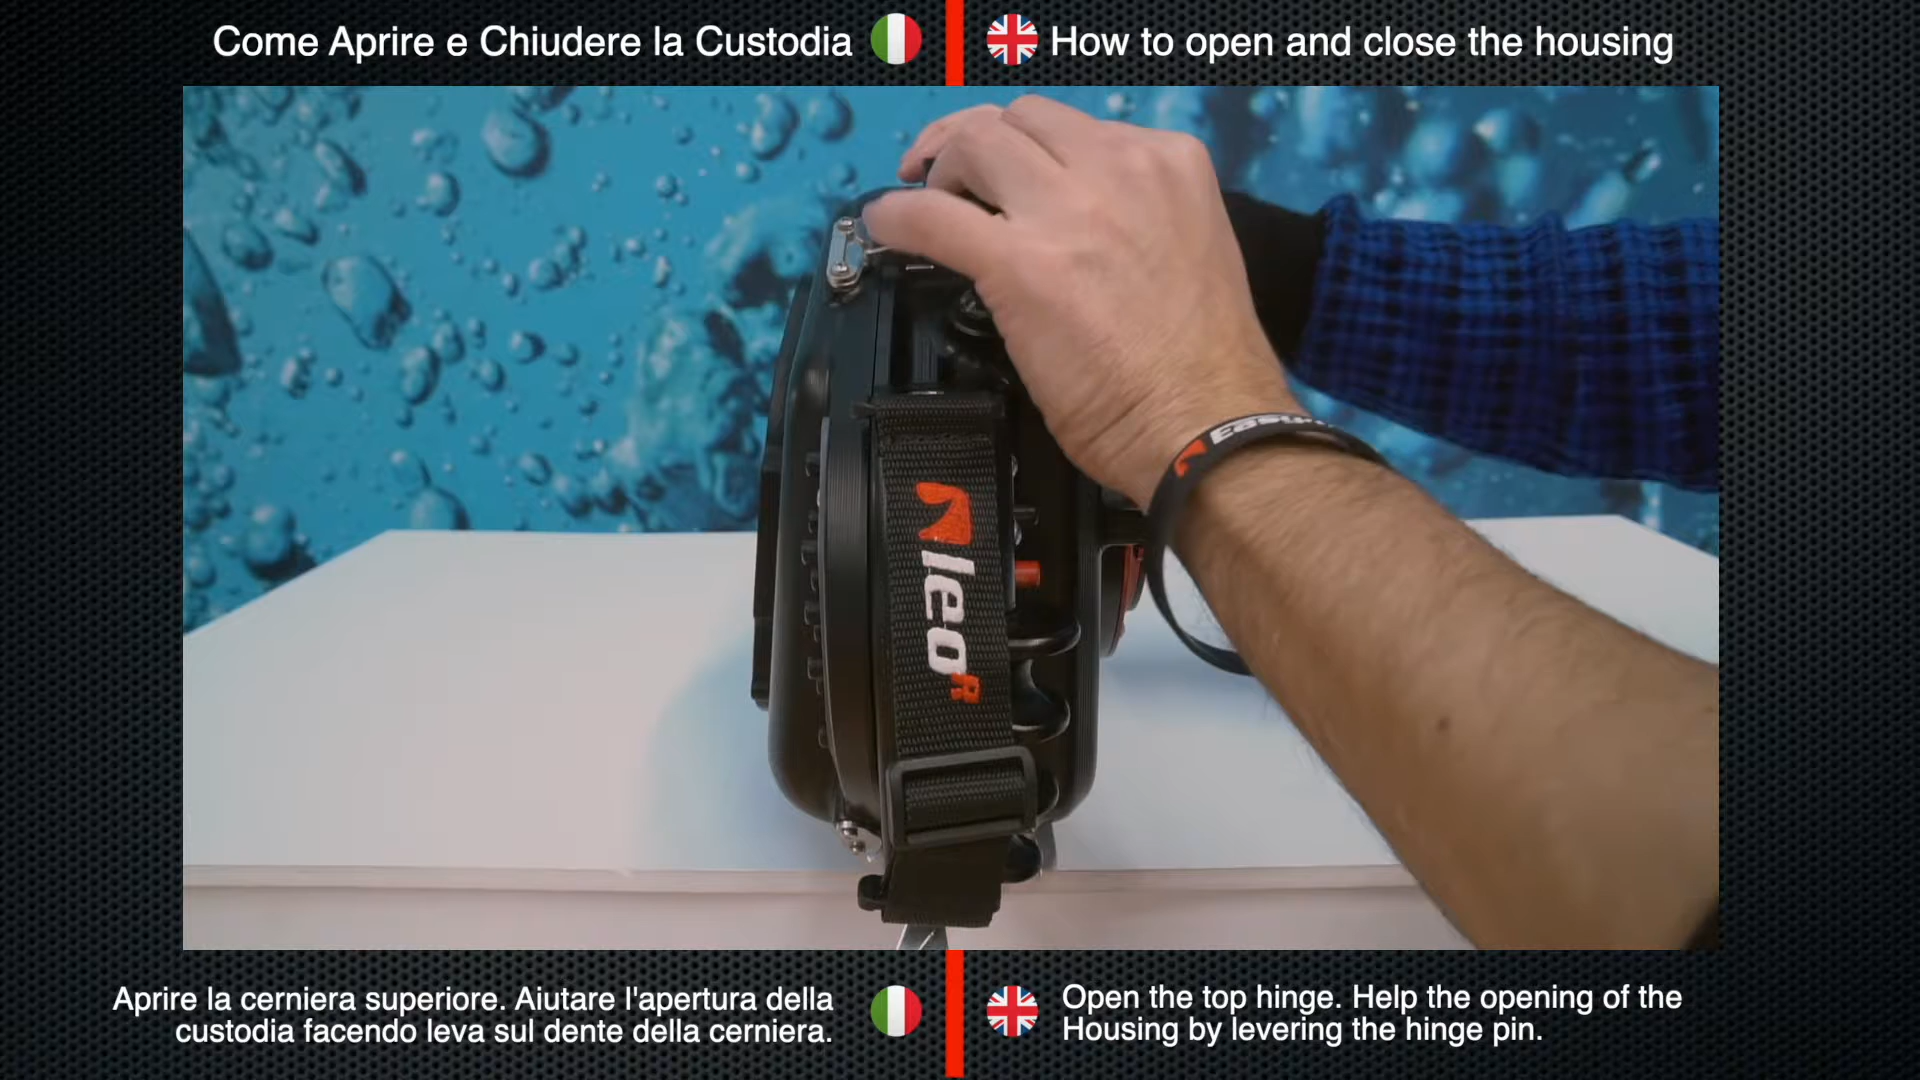 Come Aprire e Chiudere la Custodia
How to open and close the housing
leo
Aprire la cerniera superiore. Aiutare l'apertura della
custodia facendo leva sul dente della cerniera.
Open the top hinge. Help the opening of the
Housing by levering the hinge pin.